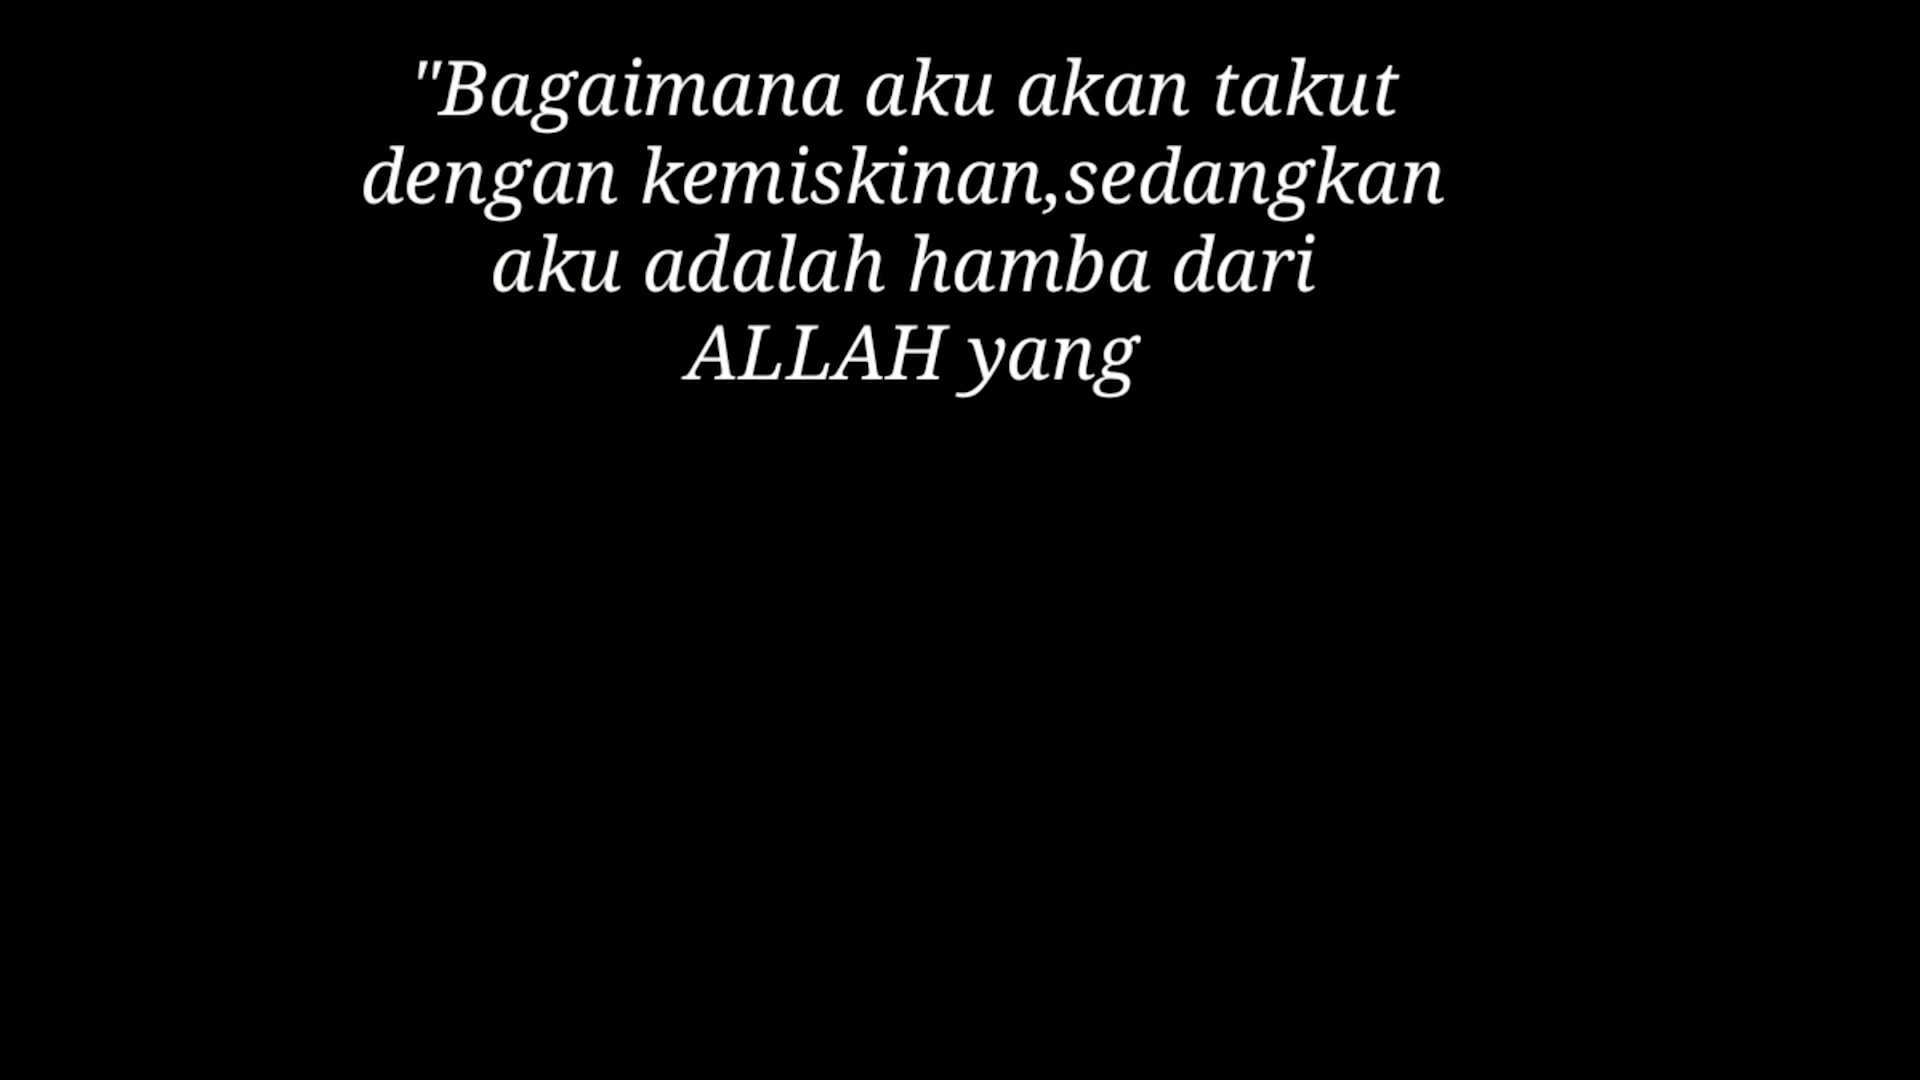 "Bagaimana aku akan takut
dengan kemiskinan,sedangkan
aku adalah hamba dari
ALLAH yang